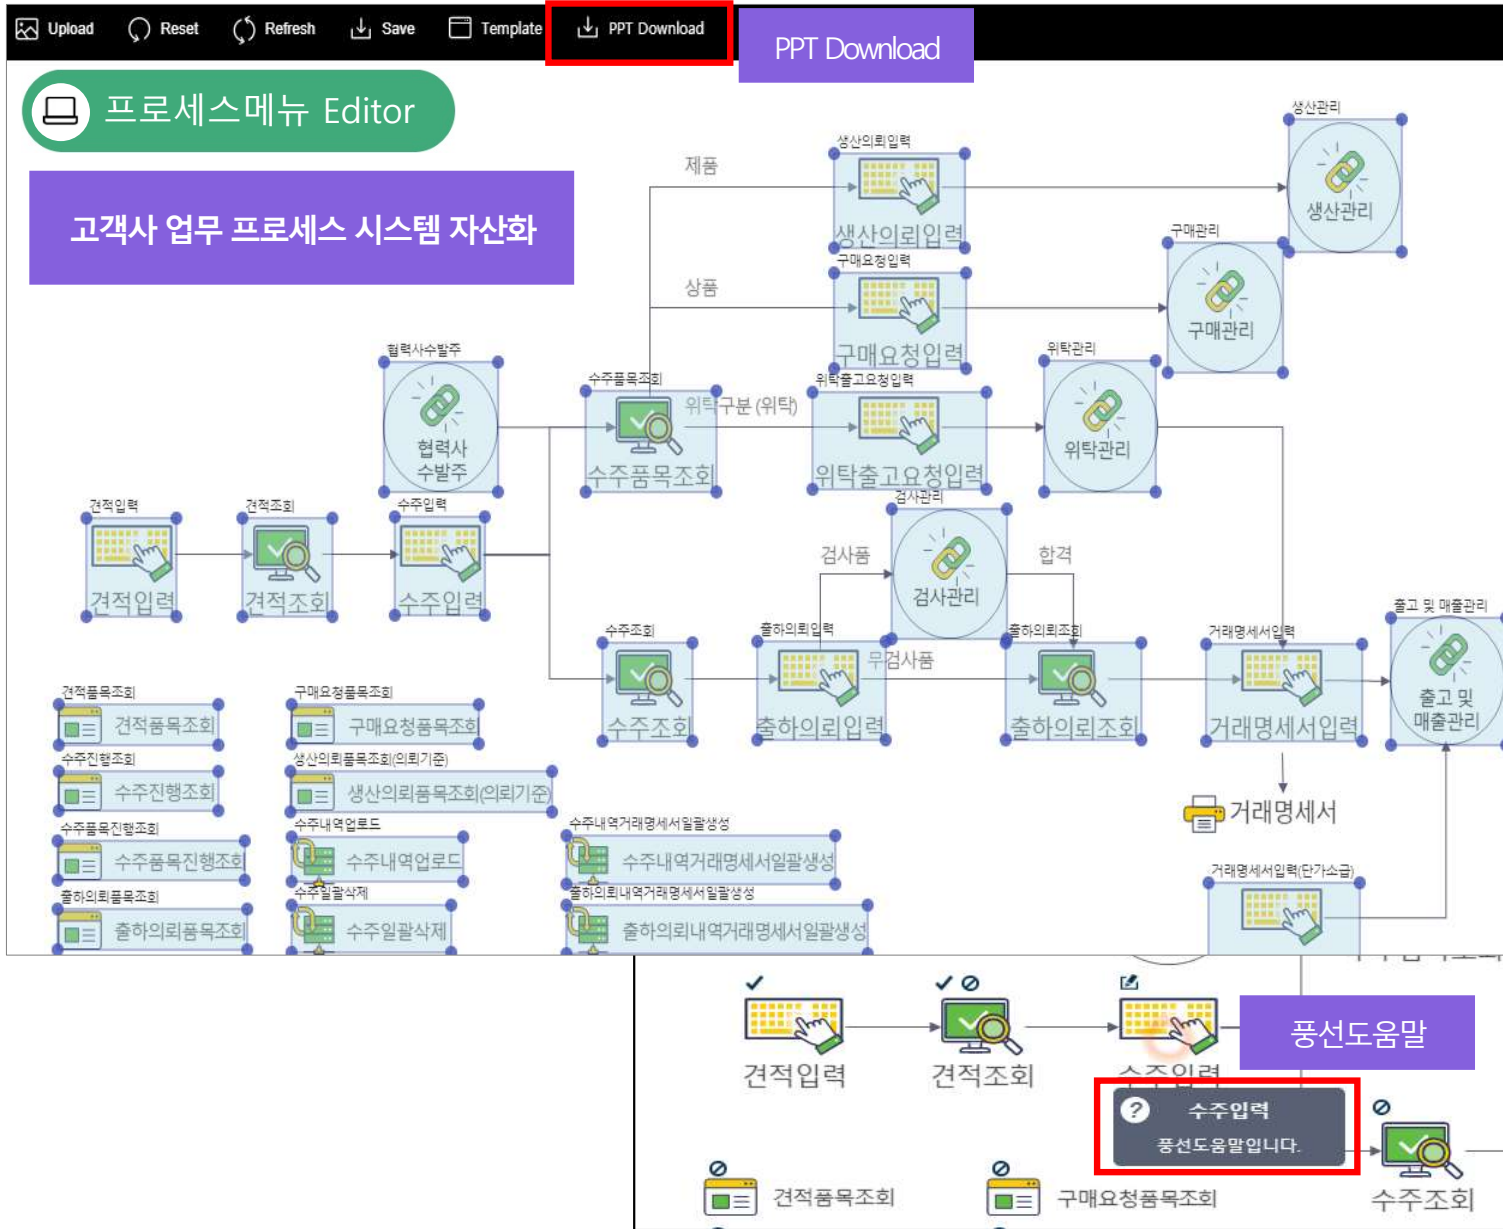 Upload Reset Refresh Save Template PPT Download
PPT Download
프로세스메뉴 Editor
고객사 업무 프로세스 시스템 자산화
생산관리
생산관리
생산의뢰입력
제품
생산의뢰입력
구매관리
구매관리
구매요청입력
상품
구매요청입력
협력사수발주
협력사
수발주
수주품목조회
수주품목조회
위탁구분 (위탁)
위탁출고요청입력
위탁출고요청입력
위탁관리
위탁관리
견적입력
견적입력
견적조회
견적조회
수주입력
수주입력
검사관리
검사품
검사관리
합격
수주조회
수주조회
출하의뢰입력
출하의뢰입력
무검사품
출하의뢰조회
출하의뢰조회
거래명세서입력
거래명세서입력
출고 및 매출관리
출고 및
매출관리
거래명세서
거래명세서입력(단가소급)
견적품목조회
견적품목조회
구매요청품목조회
구매요청품목조회
수주진행조회
수주진행조회
생산의뢰품목조회(의뢰기준)
생산의뢰품목조회(의뢰기준)
수주품목진행조회
수주품목진행조회
수주내역업로드
수주내역업로드
수주내역거래명세서일괄생성
수주내역거래명세서일괄생성
출하의뢰품목조회
출하의뢰품목조회
수주일괄삭제
수주일괄삭제
출하의뢰내역거래명세서일괄생성
출하의뢰내역거래명세서일괄생성
풍선도움말
견적입력
견적조회
수주입력
수주입력
풍선도움말입니다.
견적품목조회
구매요청품목조회
수주조회